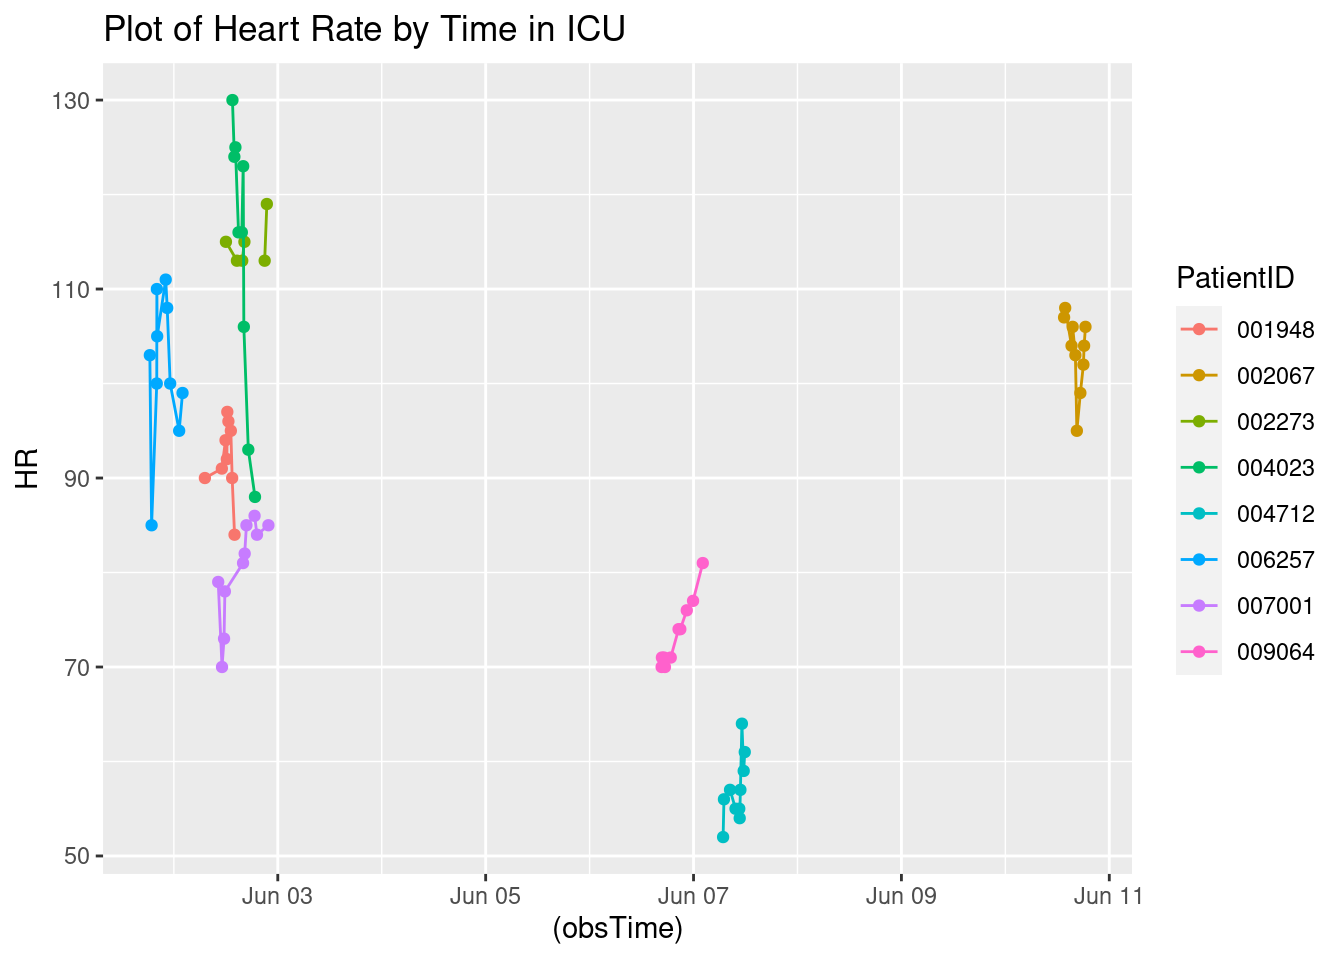 Plot of Heart Rate by Time in ICU
130
110
90
70
50
HR
Jun 03
Jun 05
Jun 07
Jun 09
Jun 11
(obsTime)
PatientID
001948
002067
002273
004023
004712
006257
007001
009064